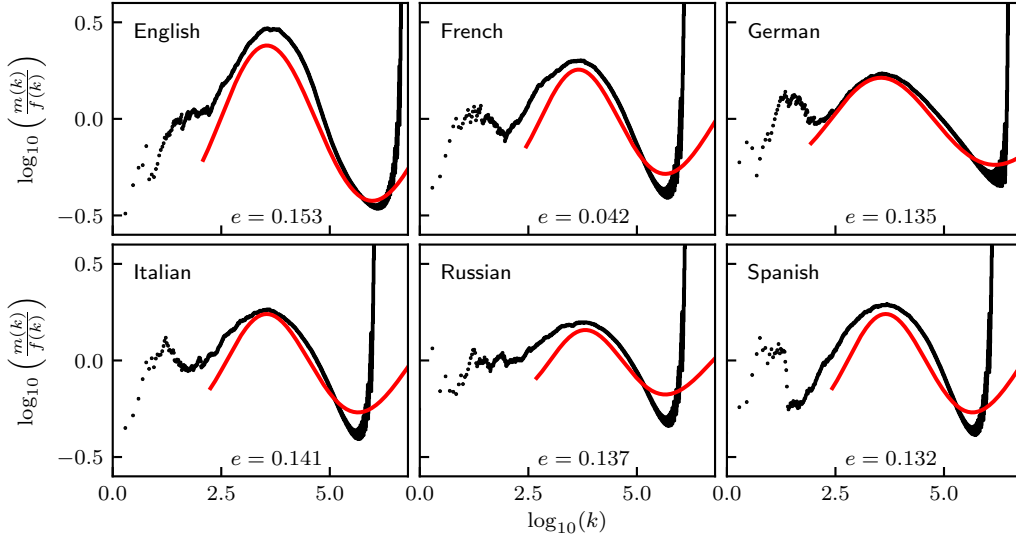 English French German
0.5
0.0
−0.5
log₁₀ (m(k)/f(k))
e = 0.153 e = 0.042 e = 0.135
Italian Russian Spanish
0.5
0.0
−0.5
log₁₀ (m(k)/f(k))
e = 0.141 e = 0.137 e = 0.132
0.0 2.5 5.0 0.0 2.5 5.0 0.0 2.5 5.0
log₁₀(k)